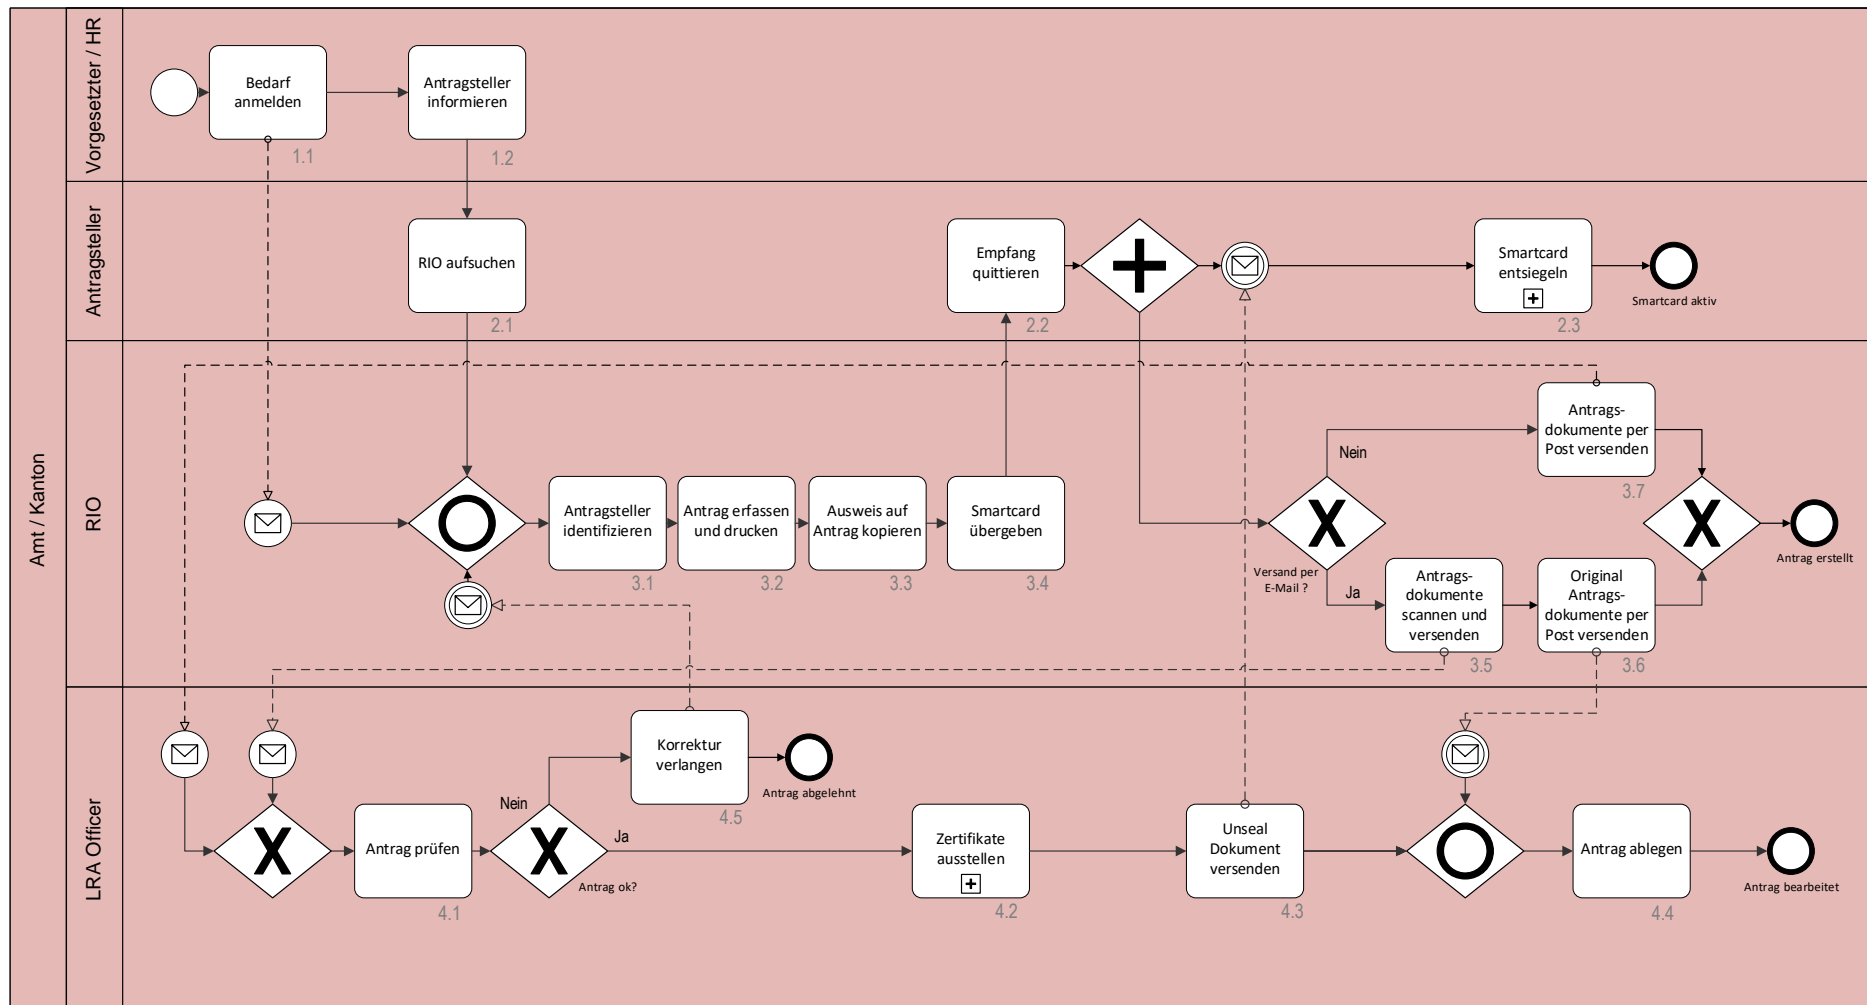 Amt / Kanton
Vorgesetzter / HR
Bedarf
anmelden
1.1
Antragsteller
informieren
1.2
Antragsteller
RIO aufsuchen
2.1
Empfang
quittieren
2.2
Smartcard
entsiegeln
2.3
Smartcard aktiv
RIO
Antragsteller
identifizieren
3.1
Antrag erfassen
und drucken
3.2
Ausweis auf
Antrag kopieren
3.3
Smartcard
übergeben
3.4
Versand per
E-Mail ?
Nein
Ja
Antrags-
dokumente per
Post versenden
3.7
Antrags-
dokumente
scannen und
versenden
3.5
Original
Antrags-
dokumente per
Post versenden
3.6
Antrag erstellt
LRA Officer
Antrag prüfen
4.1
Nein
Ja
Antrag ok?
Korrektur
verlangen
4.5
Antrag abgelehnt
Zertifikate
ausstellen
4.2
Unseal
Dokument
versenden
4.3
Antrag ablegen
4.4
Antrag bearbeitet